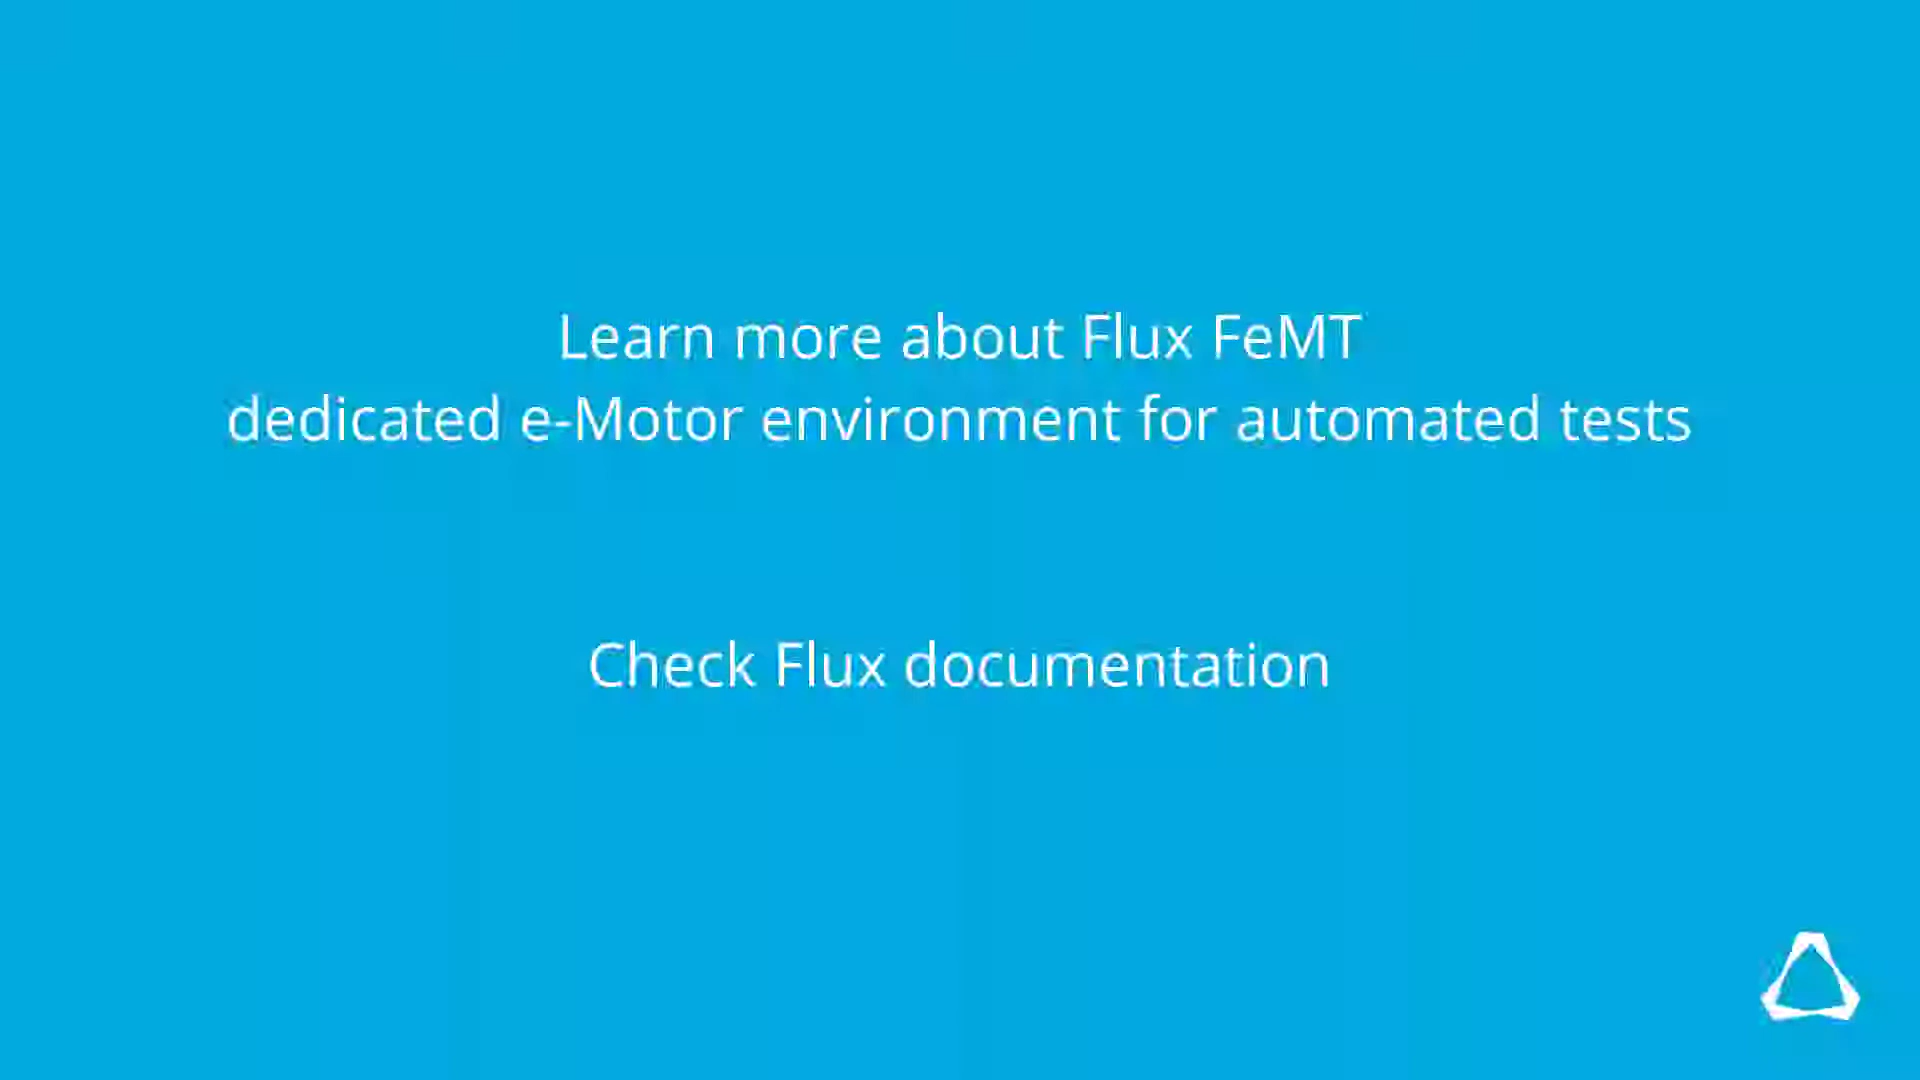 Learn more about Flux FeMT
dedicated e-Motor environment for automated tests
Check Flux documentation